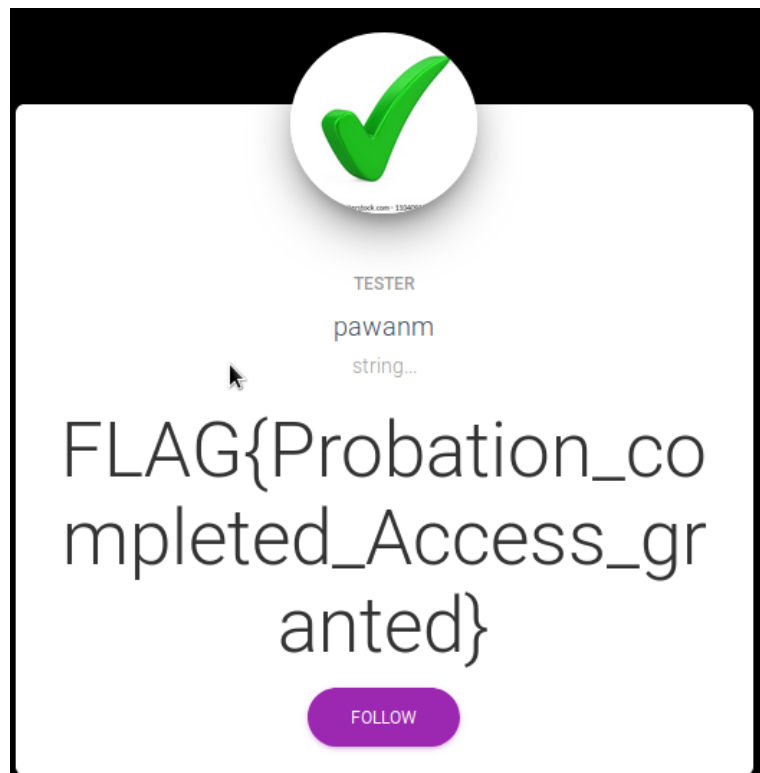 TESTER
pawanm
string...
FLAG{Probation_co
mpleted_Access_gr
anted}
FOLLOW